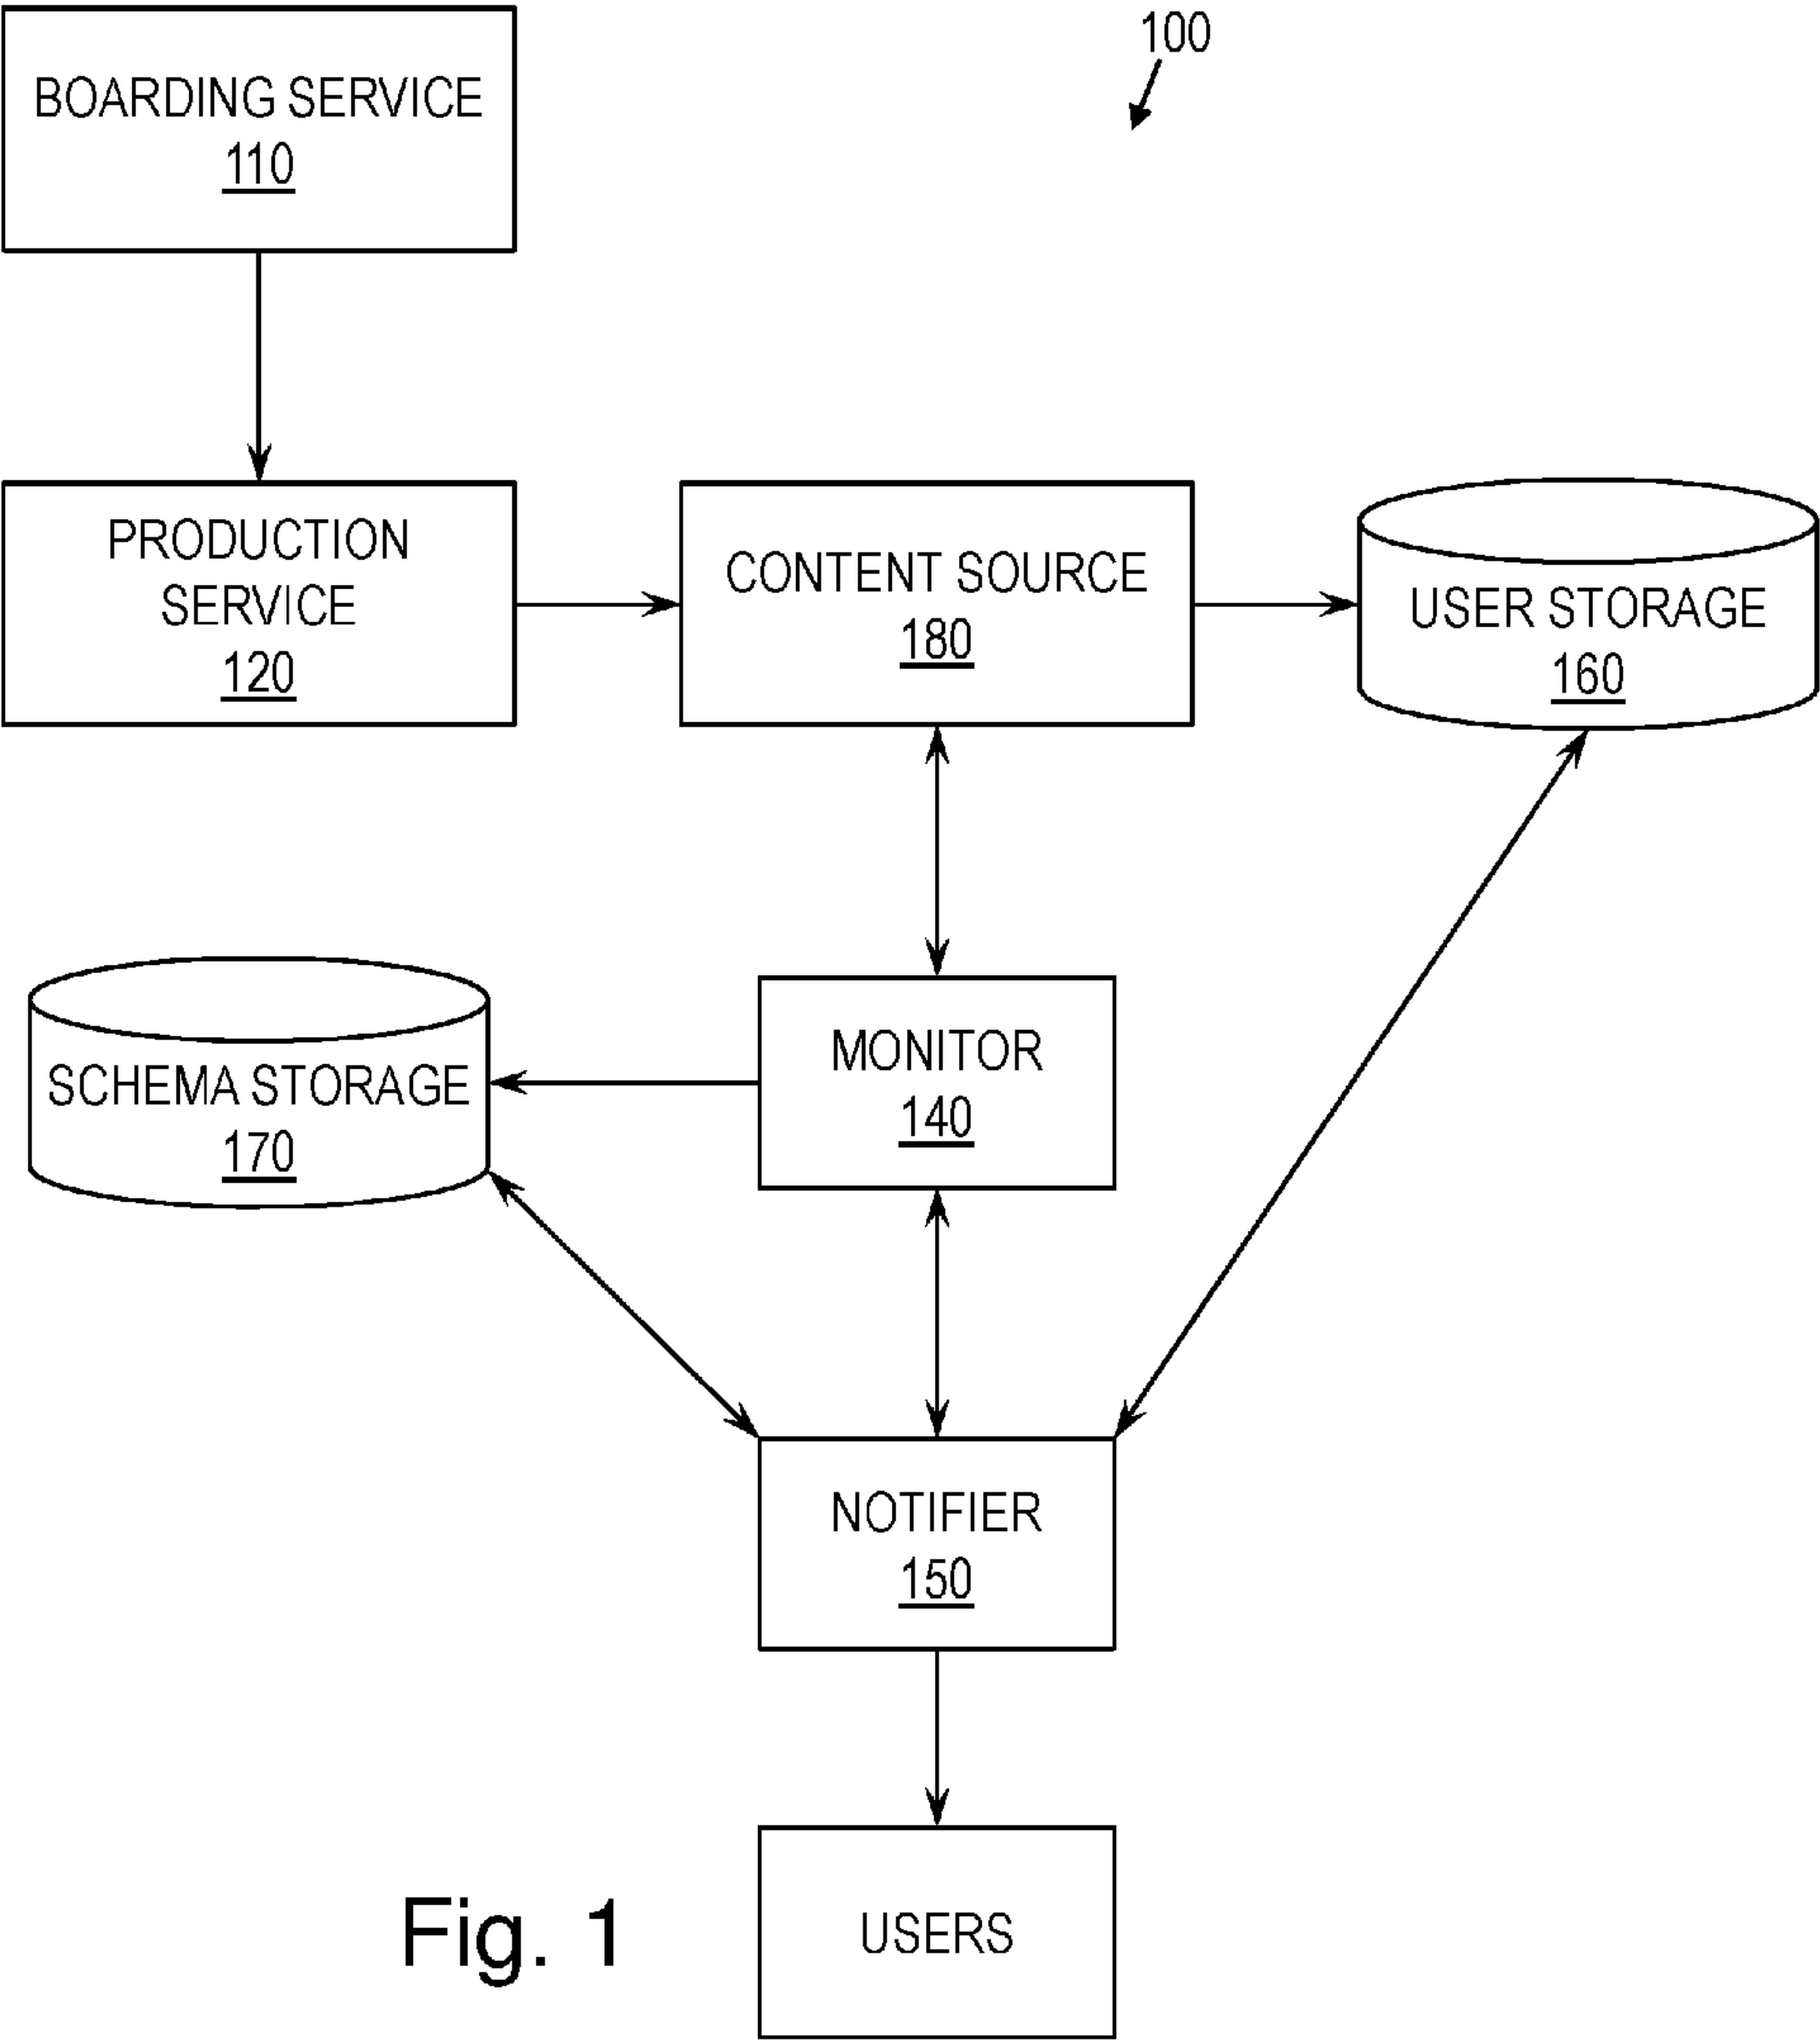 100
BOARDING SERVICE
110
PRODUCTION
SERVICE
120
CONTENT SOURCE
180
USER STORAGE
160
SCHEMA STORAGE
170
MONITOR
140
NOTIFIER
150
USERS
Fig. 1